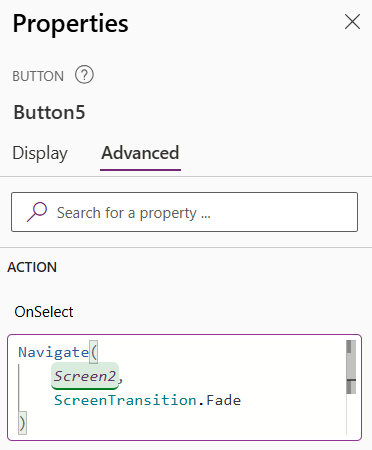 Properties
BUTTON ?
Button5
Display Advanced
Search for a property ...
ACTION
OnSelect
Navigate(
    Screen2,
    ScreenTransition.Fade
)